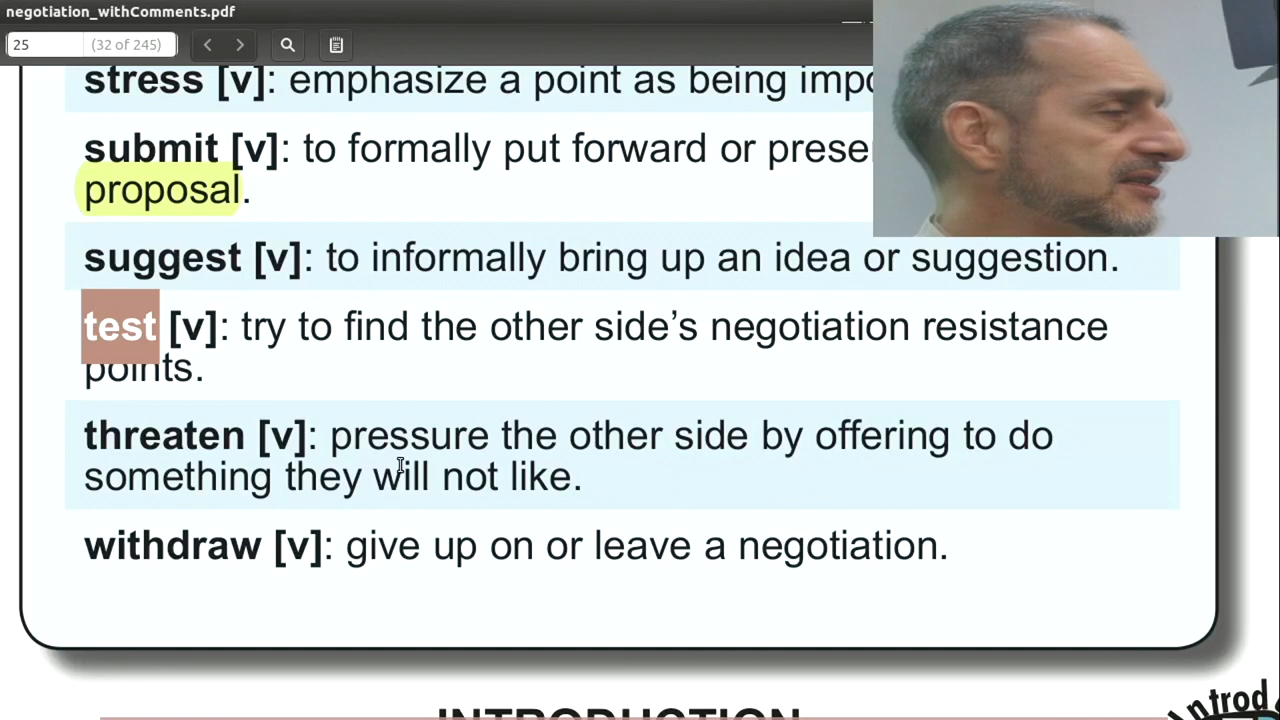 negotiation_withComments.pdf
25 (32 of 245)
stress [v]: emphasize a point as being impo
submit [v]: to formally put forward or prese
proposal.
suggest [v]: to informally bring up an idea or suggestion.
test [v]: try to find the other side’s negotiation resistance
points.
threaten [v]: pressure the other side by offering to do
something they will not like.
withdraw [v]: give up on or leave a negotiation.
INTRODUCTION
Introd